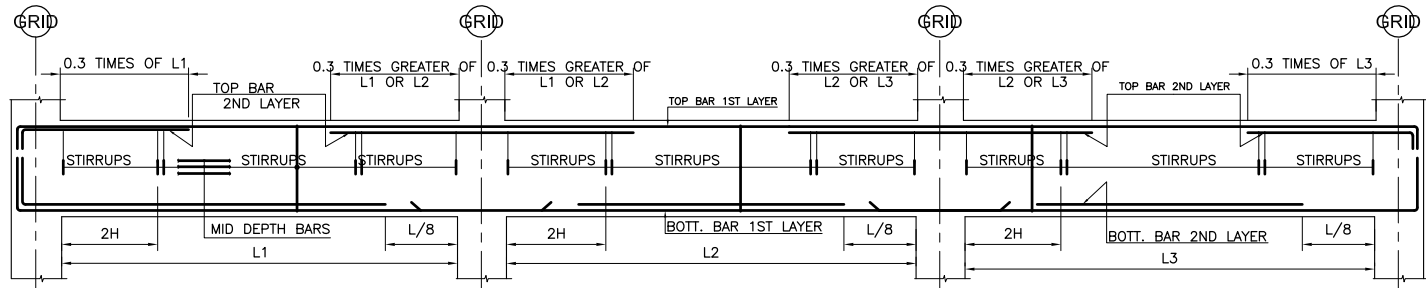 GRID GRID GRID GRID
0.3 TIMES OF L1
0.3 TIMES GREATER OF
L1 OR L2
0.3 TIMES GREATER OF
L1 OR L2
0.3 TIMES GREATER OF
L2 OR L3
0.3 TIMES GREATER OF
L2 OR L3
0.3 TIMES OF L3
TOP BAR
2ND LAYER
TOP BAR 1ST LAYER
TOP BAR 2ND LAYER
STIRRUPS STIRRUPS STIRRUPS STIRRUPS STIRRUPS STIRRUPS STIRRUPS STIRRUPS STIRRUPS
2H
MID DEPTH BARS
L/8
2H
BOTT. BAR 1ST LAYER
L/8
2H
BOTT. BAR 2ND LAYER
L/8
L1
L2
L3